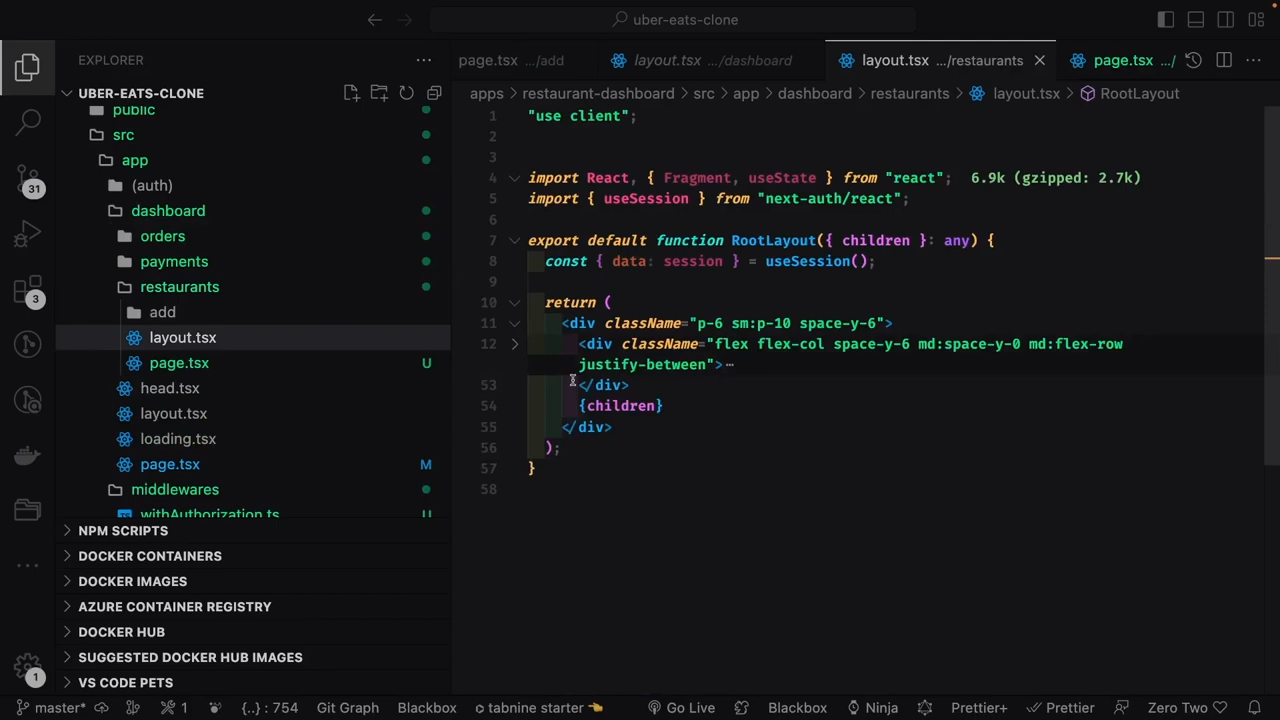 uber-eats-clone
EXPLORER
page.tsx .../add
layout.tsx .../dashboard
layout.tsx .../restaurants
page.tsx .../
UBER-EATS-CLONE
apps > restaurant-dashboard > src > app > dashboard > restaurants > layout.tsx > RootLayout
public
src
app
(auth)
dashboard
orders
payments
restaurants
add
layout.tsx
page.tsx U
head.tsx
layout.tsx
loading.tsx
page.tsx M
middlewares
withAuthorization.ts U
NPM SCRIPTS
DOCKER CONTAINERS
DOCKER IMAGES
AZURE CONTAINER REGISTRY
DOCKER HUB
SUGGESTED DOCKER HUB IMAGES
VS CODE PETS
31
3
1
1 "use client";
2
3
4 import React, { Fragment, useState } from "react"; 6.9k (gzipped: 2.7k)
5 import { useSession } from "next-auth/react";
6
7 export default function RootLayout({ children }: any) {
8 const { data: session } = useSession();
9
10 return (
11 <div className="p-6 sm:p-10 space-y-6">
12 <div className="flex flex-col space-y-6 md:space-y-0 md:flex-row
justify-between"> ⋯
53 </div>
54 {children}
55 </div>
56 );
57 }
58
master* 1 {..} : 754 Git Graph Blackbox tabnine starter Go Live Blackbox Ninja Prettier+ Prettier Zero Two